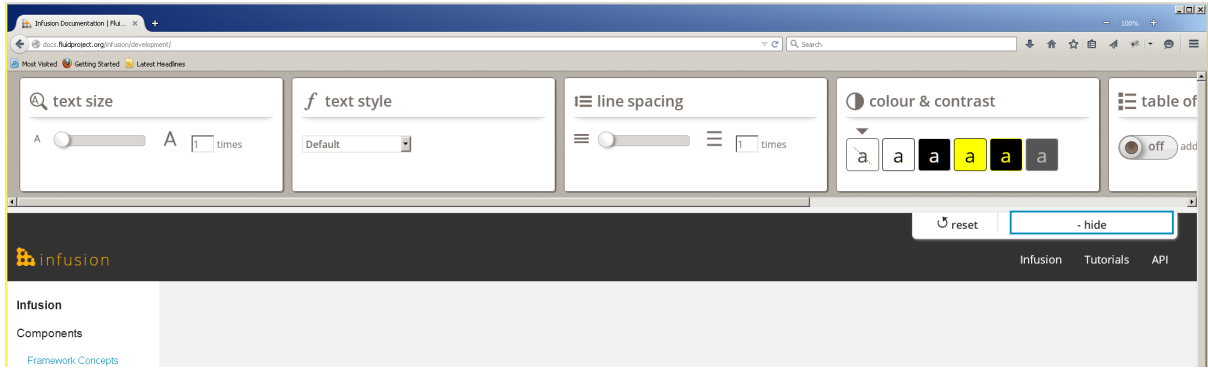 Infusion Documentation | Flui...
100%
docs.fluidproject.org/infusion/development/
Search
Most Visited Getting Started Latest Headlines
text size
A A 1 times
text style
Default
line spacing
1 times
colour & contrast
a a a a a a
table of
off add
reset - hide
infusion
Infusion Tutorials API
Infusion
Components
Framework Concepts